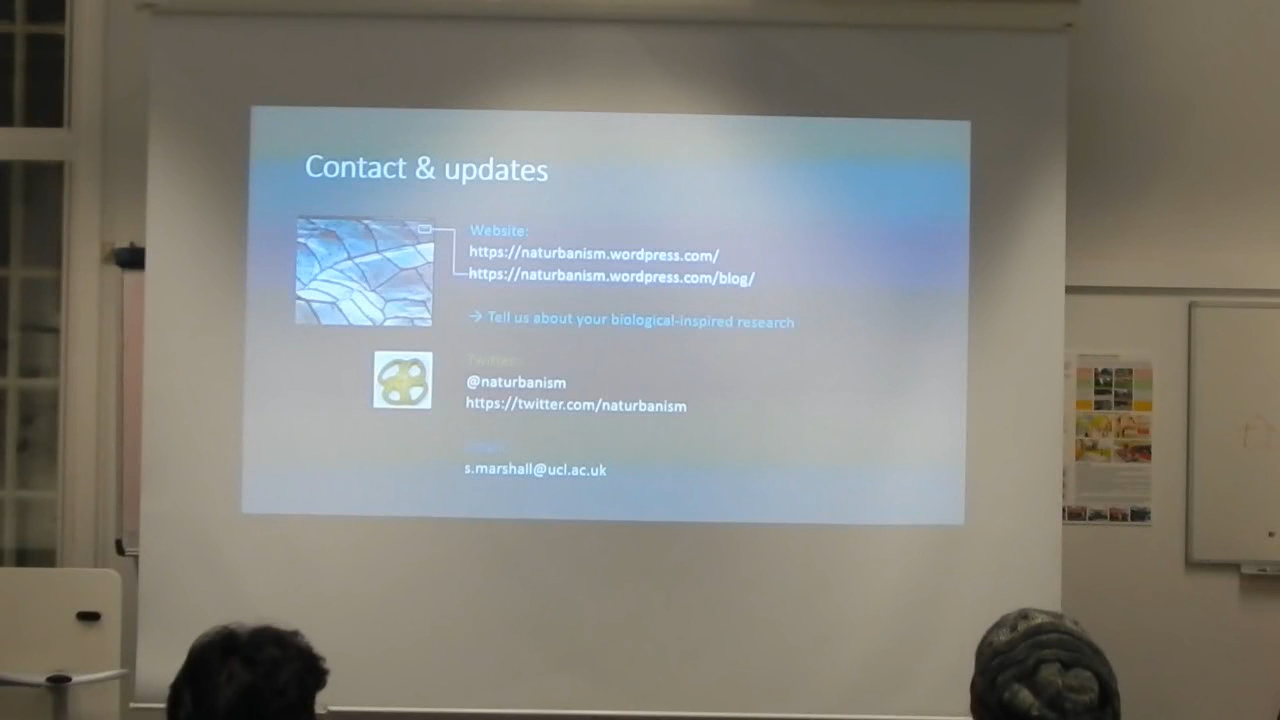 Contact & updates
Website:
https://naturbanism.wordpress.com/
https://naturbanism.wordpress.com/blog/
→ Tell us about your biological-inspired research
Twitter:
@naturbanism
https://twitter.com/naturbanism
s.marshall@ucl.ac.uk